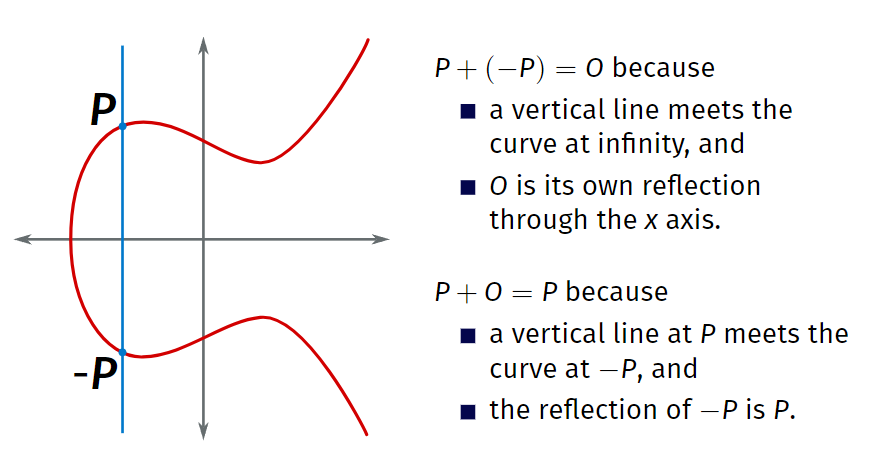 P
-P
P + (−P) = O because
■ a vertical line meets the
curve at infinity, and
■ O is its own reflection
through the x axis.
P + O = P because
■ a vertical line at P meets the
curve at −P, and
■ the reflection of −P is P.